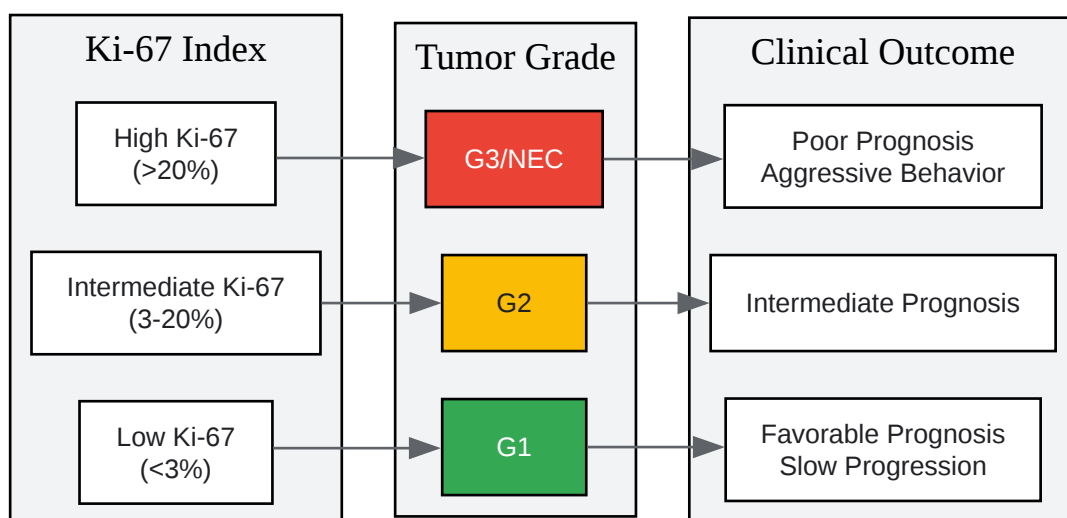 Ki-67 Index
Tumor Grade
Clinical Outcome
High Ki-67
(>20%)
G3/NEC
Poor Prognosis
Aggressive Behavior
Intermediate Ki-67
(3-20%)
G2
Intermediate Prognosis
Low Ki-67
(<3%)
G1
Favorable Prognosis
Slow Progression